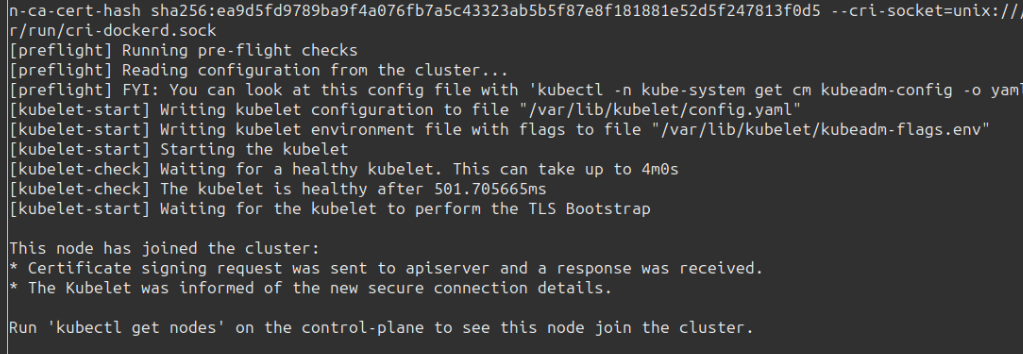 n-ca-cert-hash sha256:ea9d5fd9789ba9f4a076fb7a5c43323ab5b5f87e8f181881e52d5f247813f0d5 --cri-socket=unix:///
r/run/cri-dockerd.sock
[preflight] Running pre-flight checks
[preflight] Reading configuration from the cluster...
[preflight] FYI: You can look at this config file with 'kubectl -n kube-system get cm kubeadm-config -o yaml
[kubelet-start] Writing kubelet configuration to file "/var/lib/kubelet/config.yaml"
[kubelet-start] Writing kubelet environment file with flags to file "/var/lib/kubelet/kubeadm-flags.env"
[kubelet-start] Starting the kubelet
[kubelet-check] Waiting for a healthy kubelet. This can take up to 4m0s
[kubelet-check] The kubelet is healthy after 501.705665ms
[kubelet-start] Waiting for the kubelet to perform the TLS Bootstrap

This node has joined the cluster:
* Certificate signing request was sent to apiserver and a response was received.
* The Kubelet was informed of the new secure connection details.

Run 'kubectl get nodes' on the control-plane to see this node join the cluster.